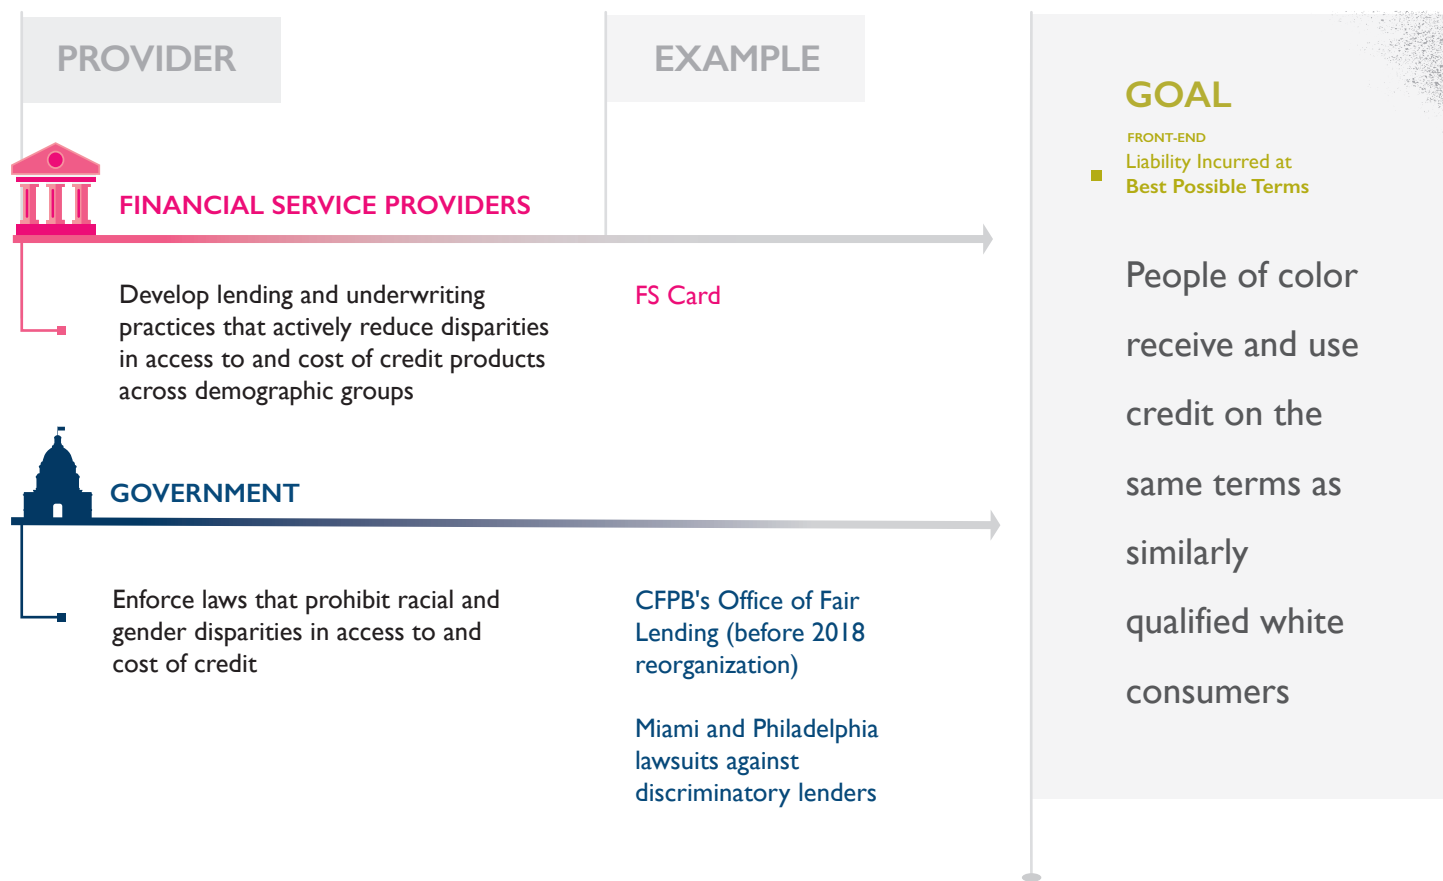 PROVIDER
EXAMPLE
FINANCIAL SERVICE PROVIDERS
Develop lending and underwriting
practices that actively reduce disparities
in access to and cost of credit products
across demographic groups
FS Card
GOVERNMENT
Enforce laws that prohibit racial and
gender disparities in access to and
cost of credit
CFPB's Office of Fair
Lending (before 2018
reorganization)
Miami and Philadelphia
lawsuits against
discriminatory lenders
GOAL
FRONT-END
Liability Incurred at
Best Possible Terms
People of color
receive and use
credit on the
same terms as
similarly
qualified white
consumers